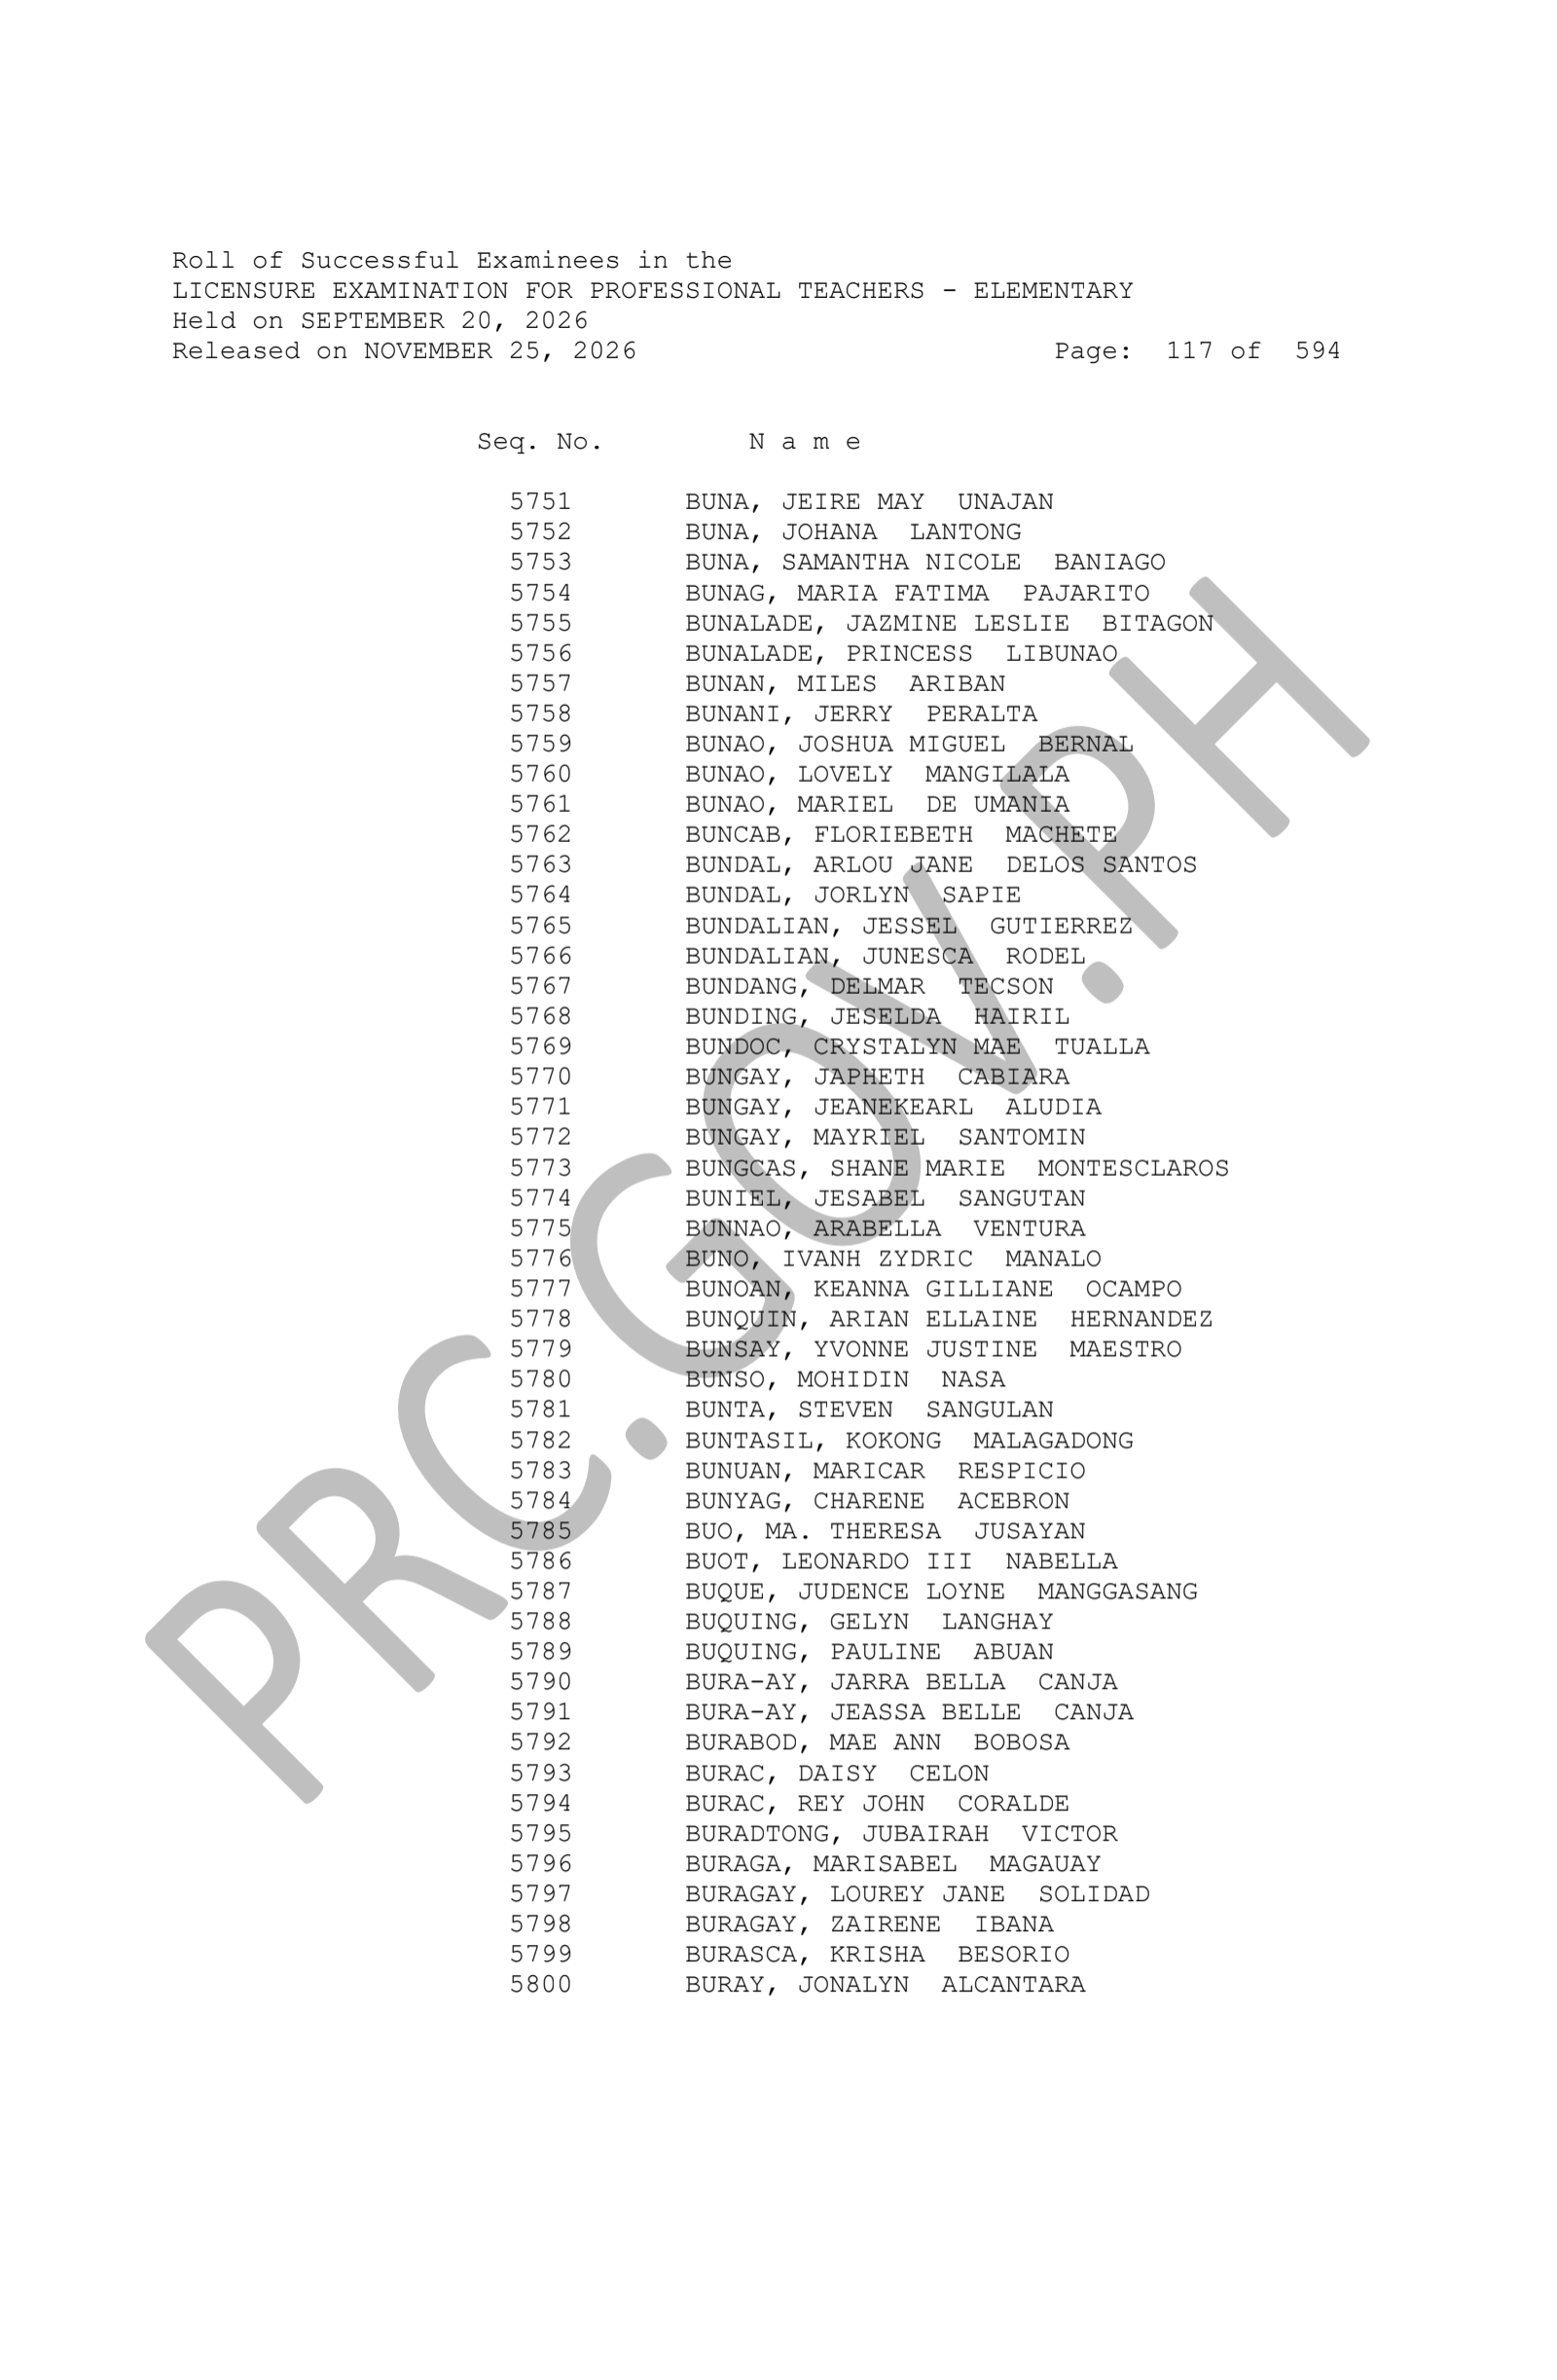 Roll of Successful Examinees in the
LICENSURE EXAMINATION FOR PROFESSIONAL TEACHERS - ELEMENTARY
Held on SEPTEMBER 20, 2026
Released on NOVEMBER 25, 2026 Page: 117 of 594
Seq. No. N a m e
5751 BUNA, JEIRE MAY UNAJAN
5752 BUNA, JOHANA LANTONG
5753 BUNA, SAMANTHA NICOLE BANIAGO
5754 BUNAG, MARIA FATIMA PAJARITO
5755 BUNALADE, JAZMINE LESLIE BITAGON
5756 BUNALADE, PRINCESS LIBUNAO
5757 BUNAN, MILES ARIBAN
5758 BUNANI, JERRY PERALTA
5759 BUNAO, JOSHUA MIGUEL BERNAL
5760 BUNAO, LOVELY MANGILALA
5761 BUNAO, MARIEL DE UMANIA
5762 BUNCAB, FLORIEBETH MACHETE
5763 BUNDAL, ARLOU JANE DELOS SANTOS
5764 BUNDAL, JORLYN SAPIE
5765 BUNDALIAN, JESSEL GUTIERREZ
5766 BUNDALIAN, JUNESCA RODEL
5767 BUNDANG, DELMAR TECSON
5768 BUNDING, JESELDA HAIRIL
5769 BUNDOC, CRYSTALYN MAE TUALLA
5770 BUNGAY, JAPHETH CABIARA
5771 BUNGAY, JEANEKEARL ALUDIA
5772 BUNGAY, MAYRIEL SANTOMIN
5773 BUNGCAS, SHANE MARIE MONTESCLAROS
5774 BUNIEL, JESABEL SANGUTAN
5775 BUNNAO, ARABELLA VENTURA
5776 BUNO, IVANH ZYDRIC MANALO
5777 BUNOAN, KEANNA GILLIANE OCAMPO
5778 BUNQUIN, ARIAN ELLAINE HERNANDEZ
5779 BUNSAY, YVONNE JUSTINE MAESTRO
5780 BUNSO, MOHIDIN NASA
5781 BUNTA, STEVEN SANGULAN
5782 BUNTASIL, KOKONG MALAGADONG
5783 BUNUAN, MARICAR RESPICIO
5784 BUNYAG, CHARENE ACEBRON
5785 BUO, MA. THERESA JUSAYAN
5786 BUOT, LEONARDO III NABELLA
5787 BUQUE, JUDENCE LOYNE MANGGASANG
5788 BUQUING, GELYN LANGHAY
5789 BUQUING, PAULINE ABUAN
5790 BURA-AY, JARRA BELLA CANJA
5791 BURA-AY, JEASSA BELLE CANJA
5792 BURABOD, MAE ANN BOBOSA
5793 BURAC, DAISY CELON
5794 BURAC, REY JOHN CORALDE
5795 BURADTONG, JUBAIRAH VICTOR
5796 BURAGA, MARISABEL MAGAUAY
5797 BURAGAY, LOUREY JANE SOLIDAD
5798 BURAGAY, ZAIRENE IBANA
5799 BURASCA, KRISHA BESORIO
5800 BURAY, JONALYN ALCANTARA
PRC.GOV.PH